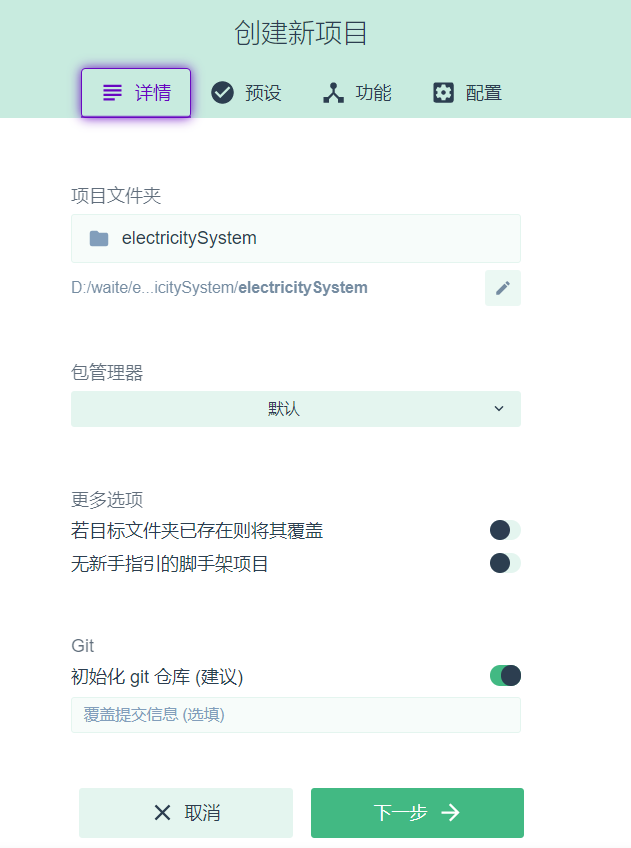 创建新项目
详情 预设 功能 配置
项目文件夹
electricitySystem
D:/waite/e...icitySystem/electricitySystem
包管理器
默认
更多选项
若目标文件夹已存在则将其覆盖
无新手指引的脚手架项目
Git
初始化 git 仓库 (建议)
覆盖提交信息 (选填)
取消 下一步